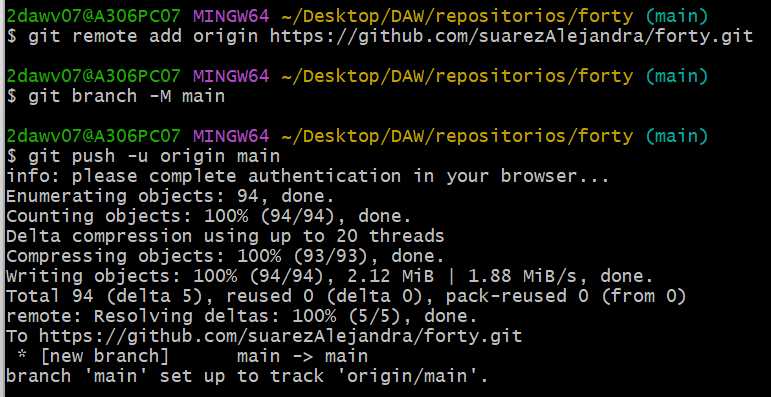 2dawv07@A306PC07 MINGW64 ~/Desktop/DAW/repositorios/forty (main)
$ git remote add origin https://github.com/suarezAlejandra/forty.git
2dawv07@A306PC07 MINGW64 ~/Desktop/DAW/repositorios/forty (main)
$ git branch -M main
2dawv07@A306PC07 MINGW64 ~/Desktop/DAW/repositorios/forty (main)
$ git push -u origin main
info: please complete authentication in your browser...
Enumerating objects: 94, done.
Counting objects: 100% (94/94), done.
Delta compression using up to 20 threads
Compressing objects: 100% (93/93), done.
Writing objects: 100% (94/94), 2.12 MiB | 1.88 MiB/s, done.
Total 94 (delta 5), reused 0 (delta 0), pack-reused 0 (from 0)
remote: Resolving deltas: 100% (5/5), done.
To https://github.com/suarezAlejandra/forty.git
 * [new branch]      main -> main
branch 'main' set up to track 'origin/main'.